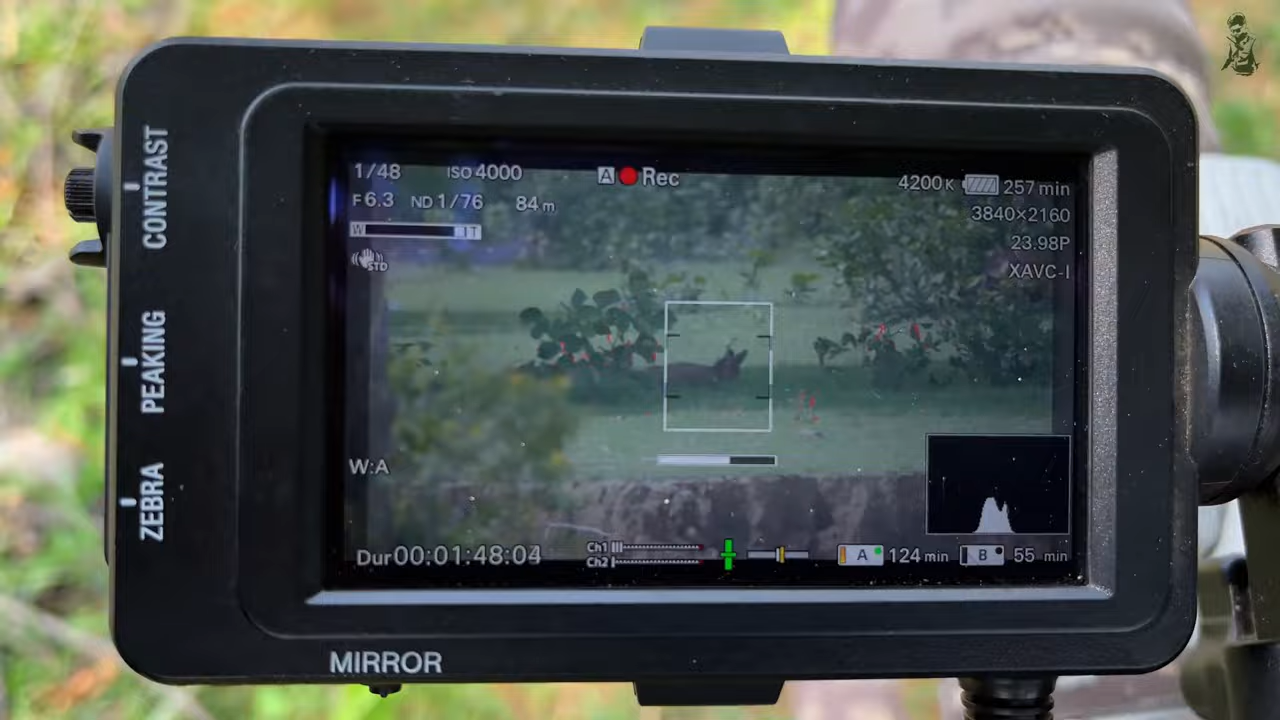 CONTRAST
PEAKING
ZEBRA
MIRROR
1/48 ISO 4000 A Rec 4200K 257 min
F6.3 ND 1/76 84m 3840×2160
W T 23.98P
STD XAVC-I
W:A
Dur 00:01:48:04 Ch1 A 124 min B 55 min
Ch2